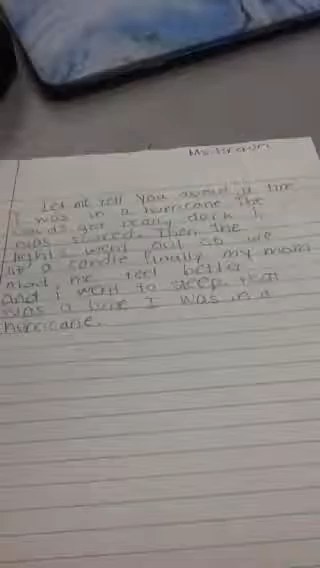 Ms. Brown
Let me tell you about a time
I was in a hurricane the
got really dark I
was scared. Then the
lights went out so we
lit a candle finally my mom
made me feel better.
and I went to sleep. that
was a time I was in a
hurricane.